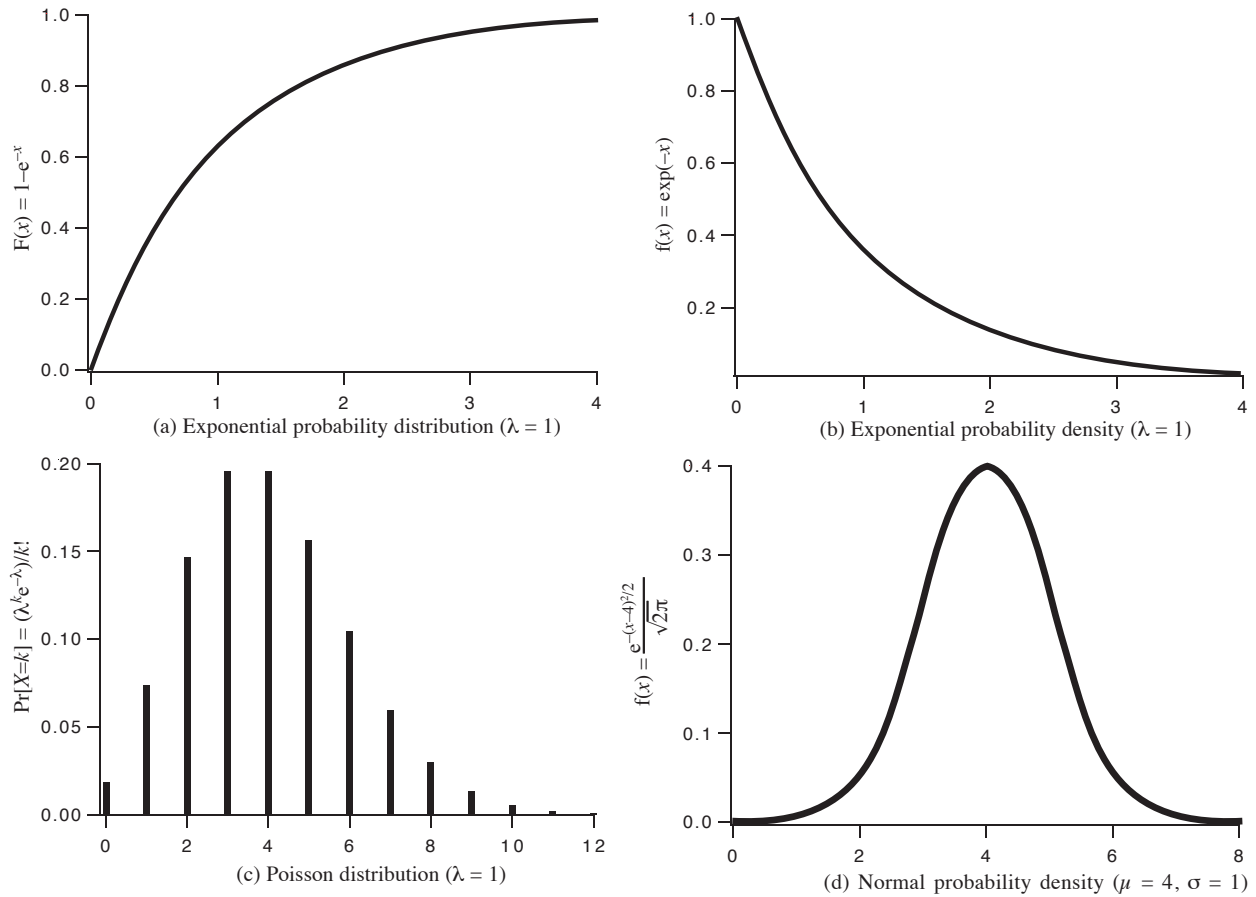 1.0
0.8
0.6
0.4
0.2
0.0
F(x) = 1–e^–x
0 1 2 3 4
(a) Exponential probability distribution (λ = 1)
1.0
0.8
0.6
0.4
0.2
f(x) = exp(–x)
0 1 2 3 4
(b) Exponential probability density (λ = 1)
0.20
0.15
0.10
0.05
0.00
Pr[X=k] = (λ^k e^–λ)/k!
0 2 4 6 8 10 12
(c) Poisson distribution (λ = 1)
0.4
0.3
0.2
0.1
0.0
f(x) = e^–(x–4)²/2 / √2π
0 2 4 6 8
(d) Normal probability density (μ = 4, σ = 1)